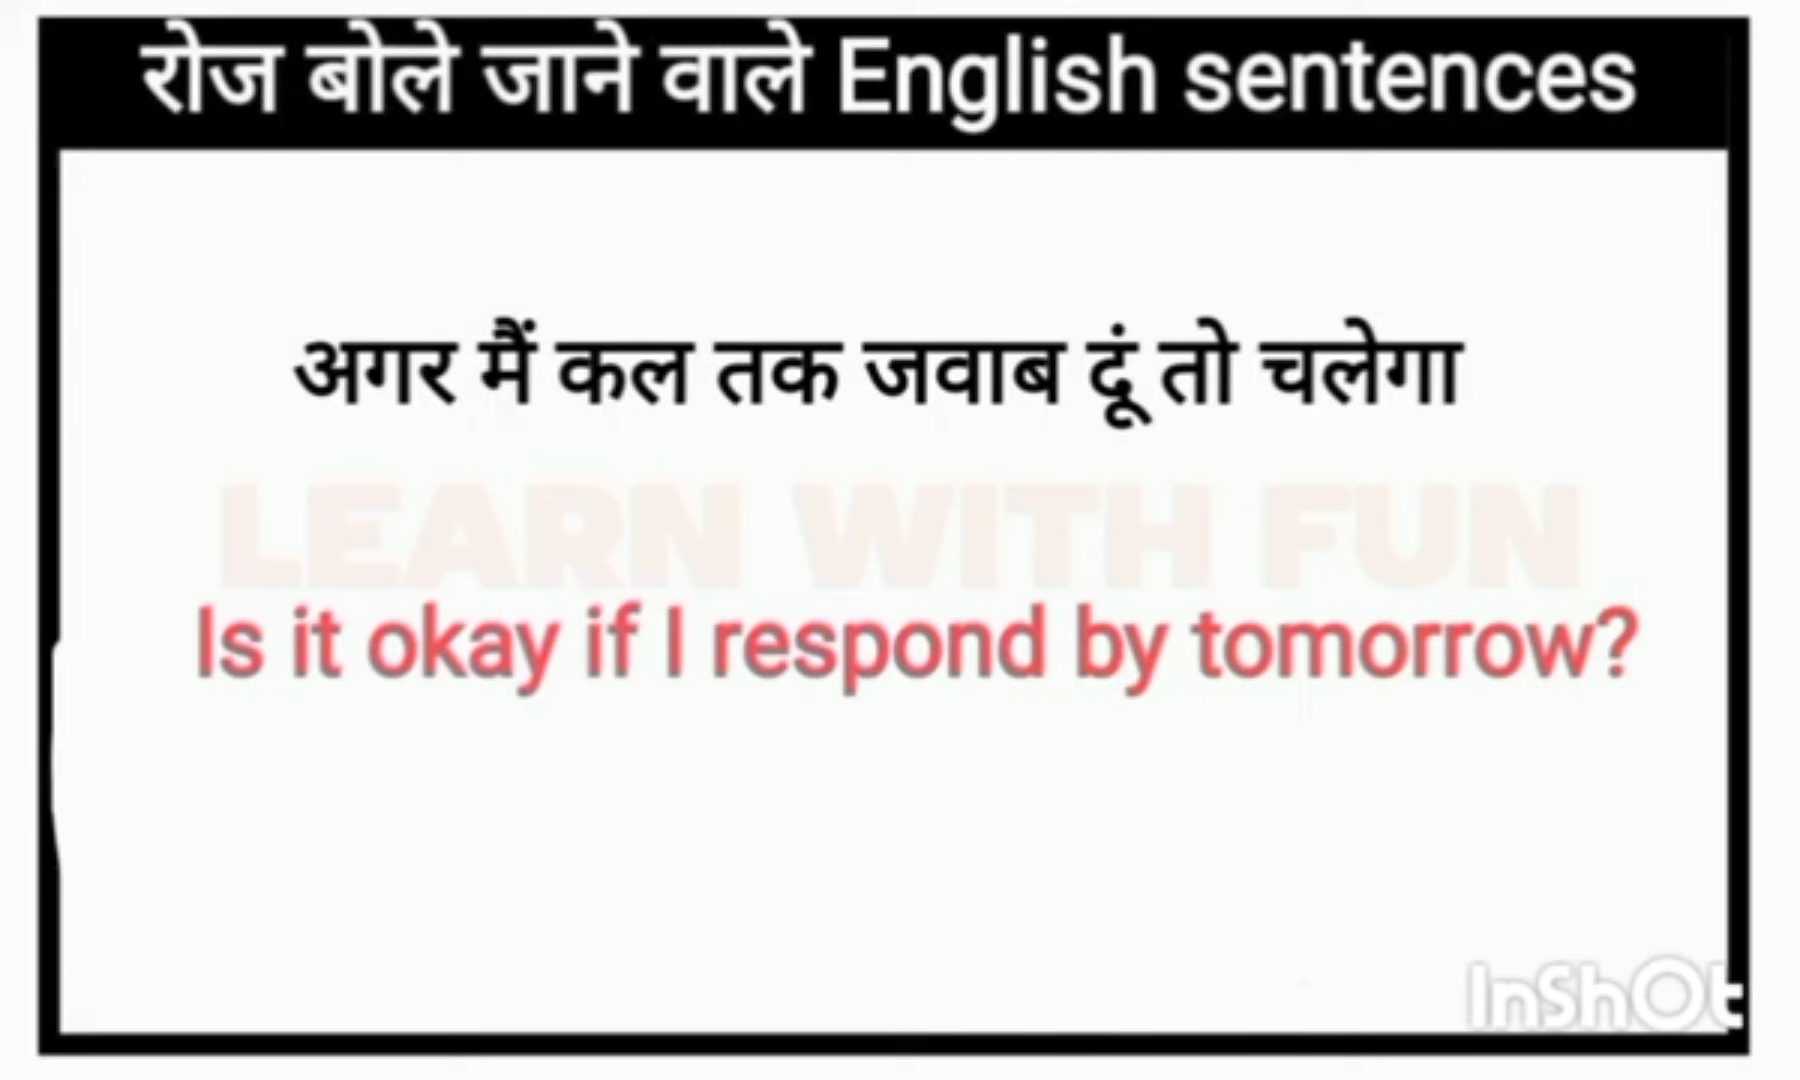 रोज बोले जाने वाले English sentences
अगर मैं कल तक जवाब दूं तो चलेगा
LEARN WITH FUN
Is it okay if I respond by tomorrow?
InShOt